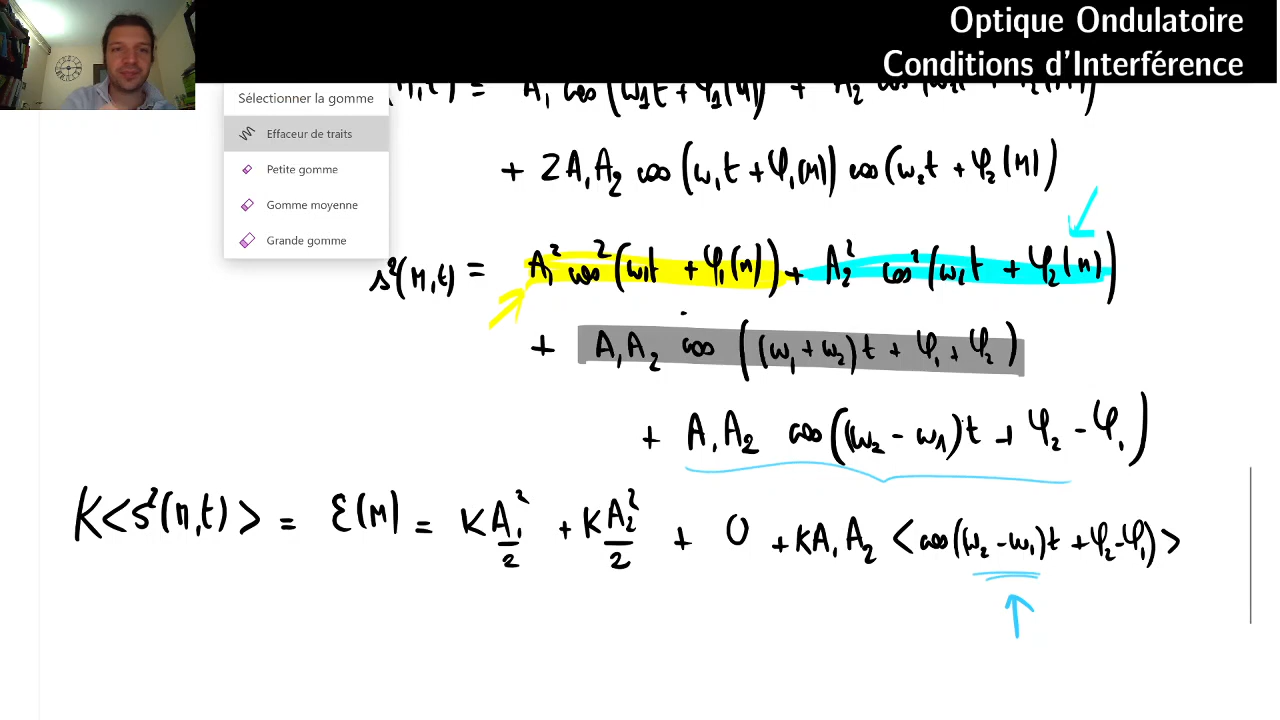 Optique Ondulatoire
Conditions d'Interférence
Sélectionner la gomme
Effaceur de traits
Petite gomme
Gomme moyenne
Grande gomme
+ 2A₁A₂ cos(ω₁t + φ₁(M)) cos(ω₂t + φ₂(M))
s²(M,t) = A₁² cos²(ω₁t + φ₁(M)) + A₂² cos²(ω₂t + φ₂(M))
+ A₁A₂ cos((ω₁ + ω₂)t + φ₁ + φ₂)
+ A₁A₂ cos((ω₂ - ω₁)t + φ₂ - φ₁)
K<s²(M,t)> = ε(M) = K A₁²/2 + K A₂²/2 + 0 + KA₁A₂ <cos((ω₂ - ω₁)t + φ₂ - φ₁)>